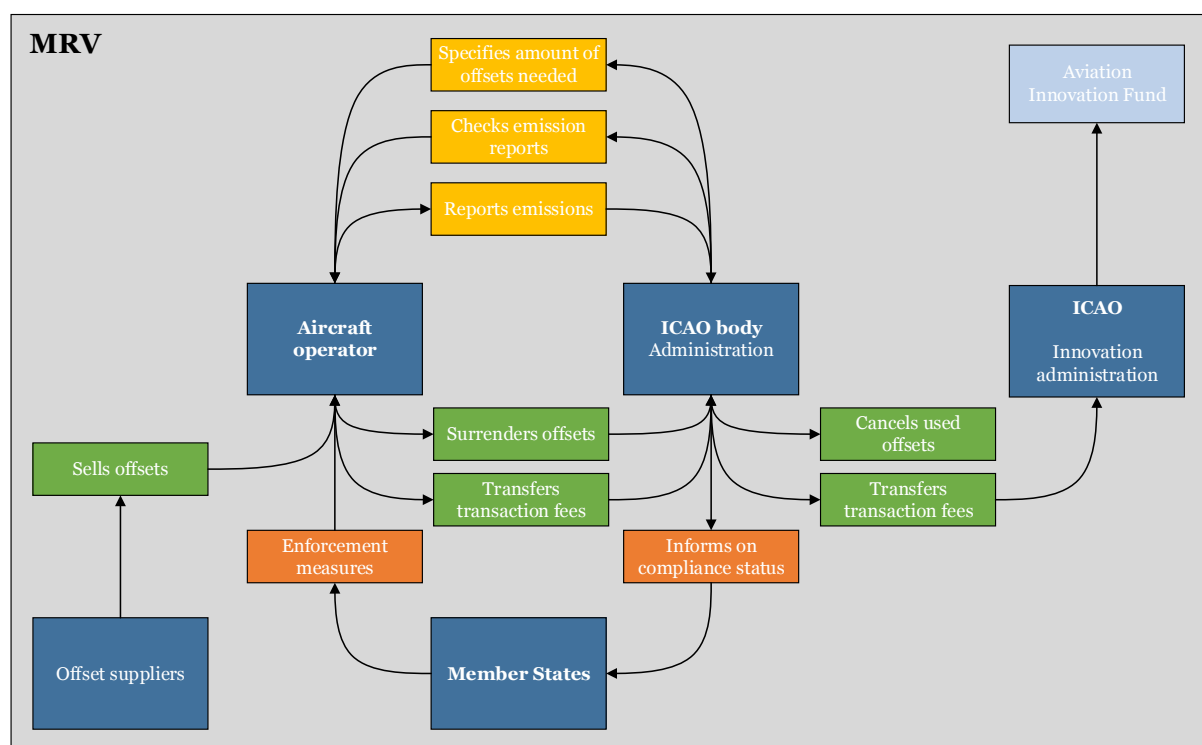 MRV
Specifies amount of
offsets needed
Aviation
Innovation Fund
Checks emission
reports
Reports emissions
Aircraft
operator
ICAO body
Administration
ICAO
Innovation
administration
Sells offsets
Surrenders offsets
Cancels used
offsets
Transfers
transaction fees
Transfers
transaction fees
Enforcement
measures
Informs on
compliance status
Offset suppliers
Member States